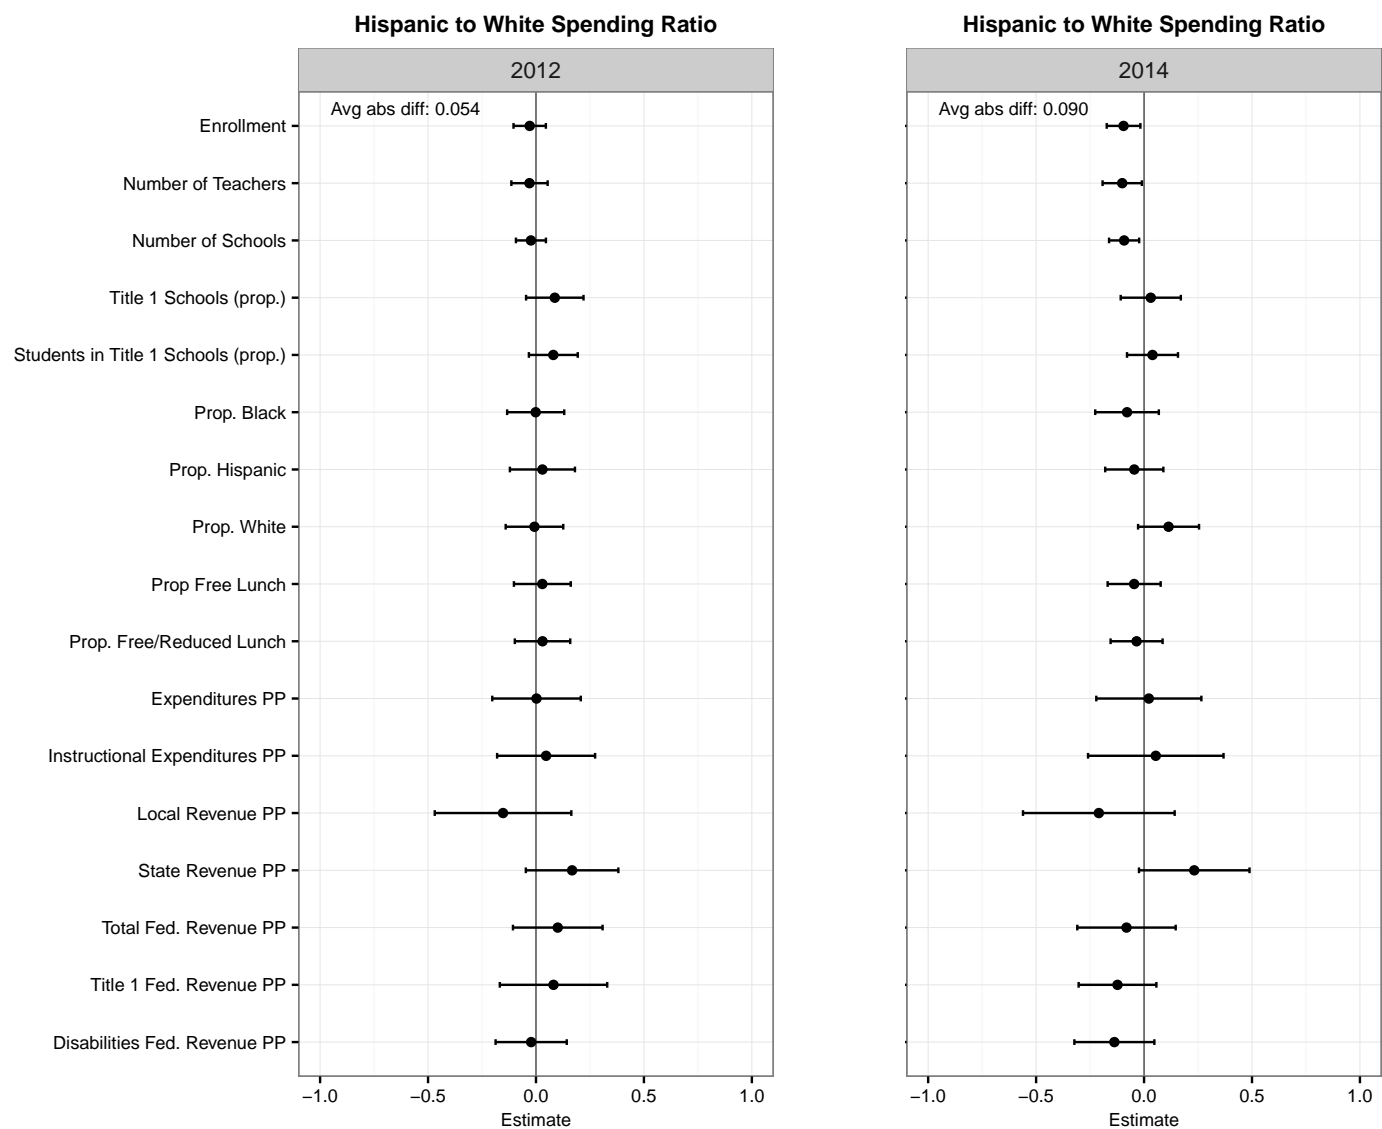 Hispanic to White Spending Ratio
2012
Avg abs diff: 0.054
Enrollment
Number of Teachers
Number of Schools
Title 1 Schools (prop.)
Students in Title 1 Schools (prop.)
Prop. Black
Prop. Hispanic
Prop. White
Prop Free Lunch
Prop. Free/Reduced Lunch
Expenditures PP
Instructional Expenditures PP
Local Revenue PP
State Revenue PP
Total Fed. Revenue PP
Title 1 Fed. Revenue PP
Disabilities Fed. Revenue PP
−1.0 −0.5 0.0 0.5 1.0
Estimate
Hispanic to White Spending Ratio
2014
Avg abs diff: 0.090
−1.0 −0.5 0.0 0.5 1.0
Estimate